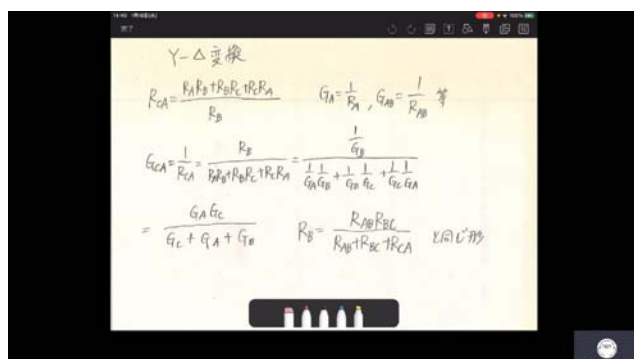 完了
Y-Δ変換
R_CA = (R_A R_B + R_B R_C + R_C R_A) / R_B　G_A = 1/R_A , G_AB = 1/R_AB 等
G_CA = 1/R_CA = R_B / (R_A R_B + R_B R_C + R_C R_A) = (1/G_B) / (1/G_A 1/G_B + 1/G_B 1/G_C + 1/G_C 1/G_A)
= G_A G_C / (G_C + G_A + G_B)　R_B = R_AB R_BC / (R_AB + R_BC + R_CA) と同じ形